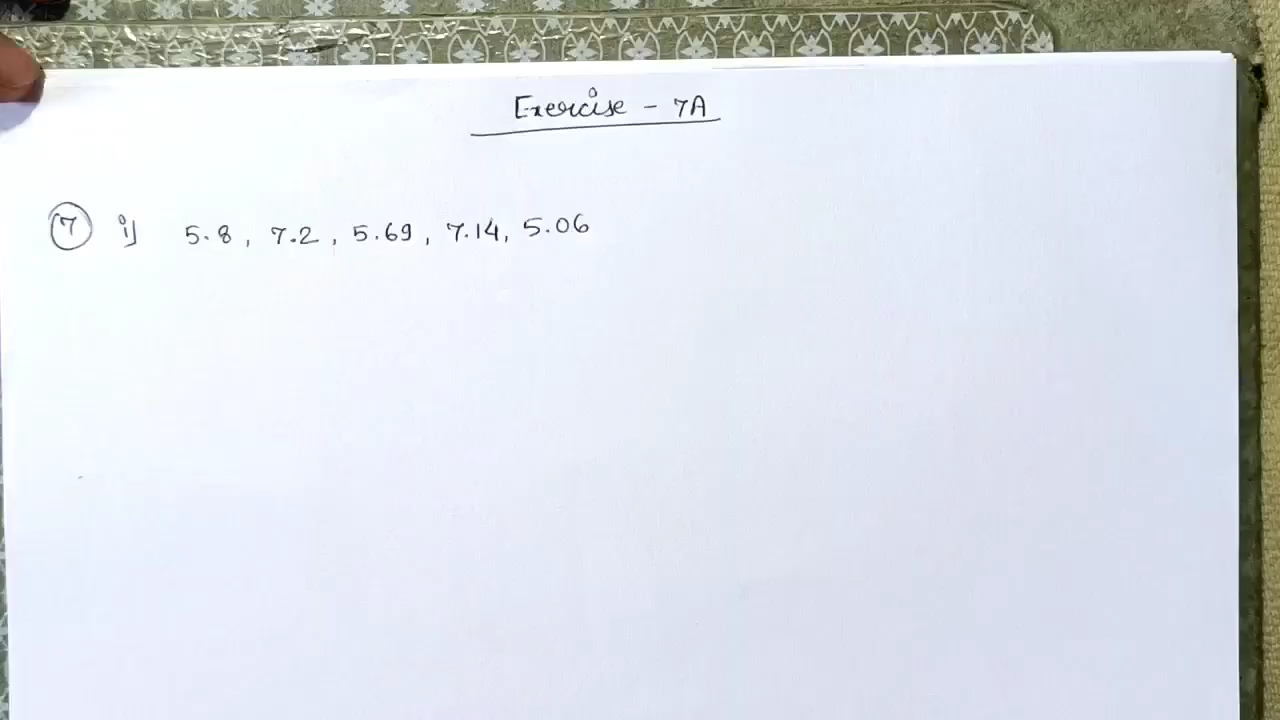 Exercise - 7A
7 i) 5.8, 7.2, 5.69, 7.14, 5.06